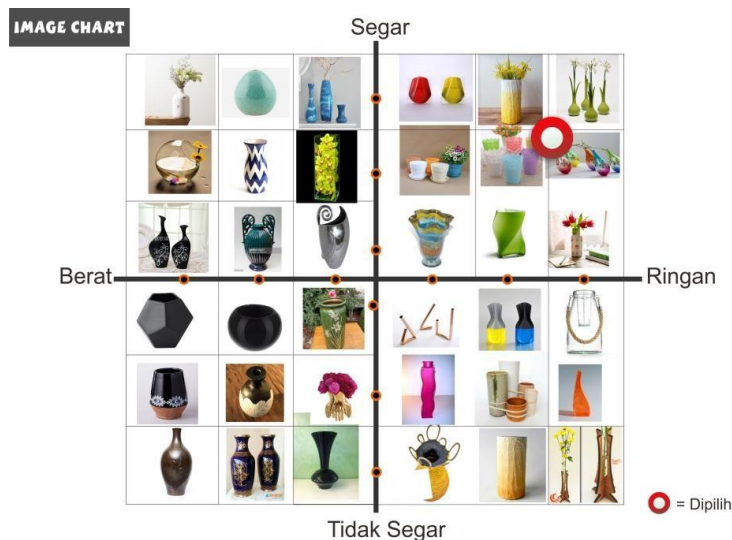 IMAGE CHART
Segar
Berat
Ringan
Tidak Segar
= Dipilih